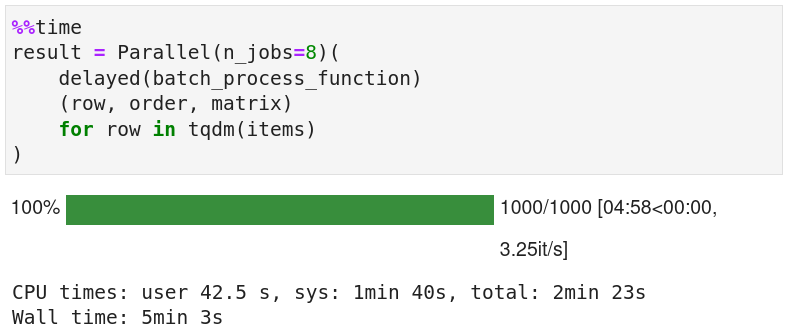 %%time
result = Parallel(n_jobs=8)(
    delayed(batch_process_function)
    (row, order, matrix)
    for row in tqdm(items)
)
100% 1000/1000 [04:58<00:00,
3.25it/s]
CPU times: user 42.5 s, sys: 1min 40s, total: 2min 23s
Wall time: 5min 3s